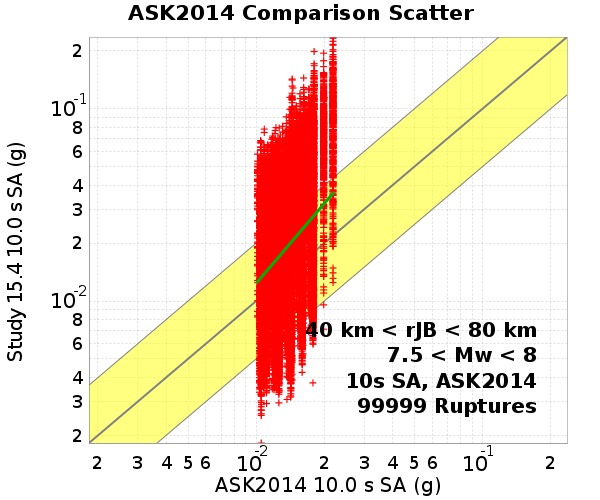 ASK2014 Comparison Scatter
Study 15.4 10.0 s SA (g)
2
10⁻¹
8
6
4
3
2
10⁻²
8
6
4
3
2
40 km < rJB < 80 km
7.5 < Mw < 8
10s SA, ASK2014
99999 Ruptures
2 3 4 5 6 10⁻² 2 3 4 5 6 10⁻¹ 2
ASK2014 10.0 s SA (g)